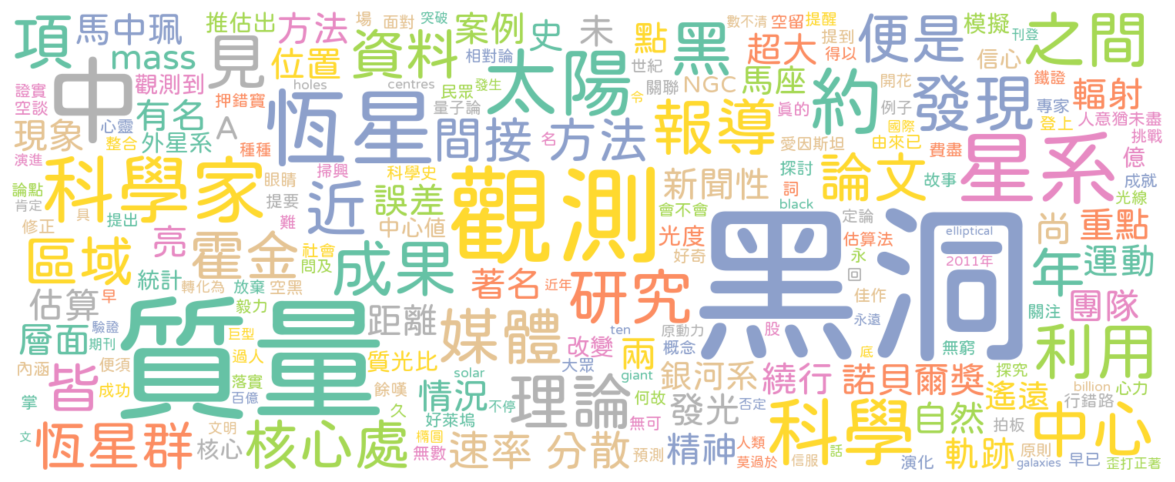 項 馬中珮 推估出 方法 場 面對 突破 案例 史 未 點 黑 數不清 提醒 空留 提到 刊登 模擬 便是 之間
mass 位置 資料 相對論 世紀 超大 得以 信心
證實 中 觀測到 見 holes centres 民眾 發生 太陽 關聯 NGC 馬座 真的 開花 鐵證
空談 心靈 押錯寶 量子論 令 約 例子 專家 輻射
現象 有名 A 恆星 間接 方法 名 報導 愛因斯坦 國際 由來已 發現 登上 人意猶未盡
演進 整合 外星系 種種 掃興 科學史 探討 費盡 挑戰
論點 科學家 眼睛 近 誤差 觀測 新聞性 詞 論文 故事 星系 億 成就
肯定 具 提出 提要 會不會 black 光線
修正 難 中心值 光度 定論 elliptical 尚 重點
區域 亮 霍金 社會 問及 成果 著名 好奇 黑洞 估算法 永 2011年 年 運動
統計 轉化為 放棄 空黑 近年 研究 回 佳作
估算 早 毅力 距離 媒體 ten 原動力 股 永遠 關注 團隊
層面 驗證 期刊 質量 巨型 過人 質光比 改變 兩 概念 底 無窮 利用
內涵 便須 落實 solar 大眾 giant 銀河系 繞行 諾貝爾獎 探究
皆 成功 百億 餘嘆 情況 理論 何故 發光 否定 遙遠 billion 心力
掌 久 好萊塢 不停 無可 行錯路
文 恆星群 文明 核心 核心處 橢圓 無數 速率 分散 預測 精神 人類 莫過於 信服 科學 話 自然 演化 軌跡 拍板 原則 galaxies 中心 早已 歪打正著